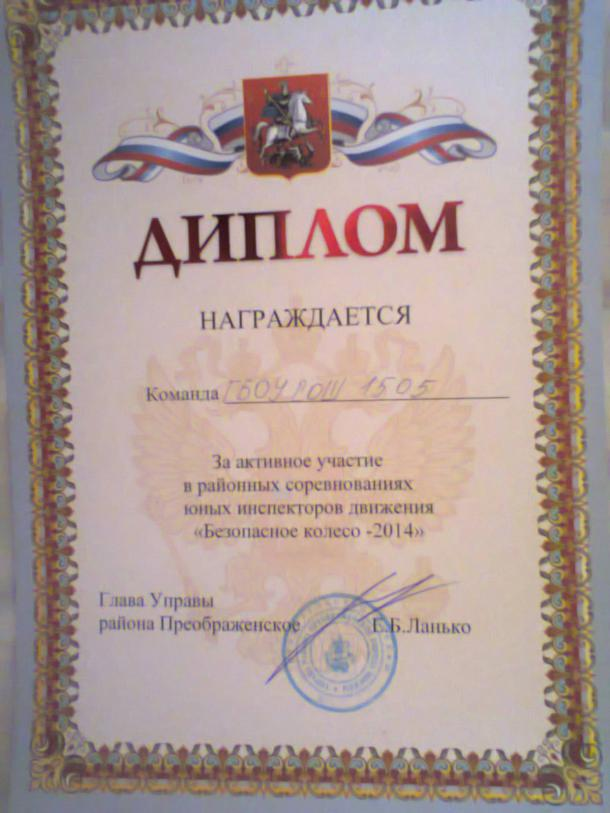 ДИПЛОМ
НАГРАЖДАЕТСЯ
Команда ГБОУ СОШ 1505
За активное участие
в районных соревнованиях
юных инспекторов движения
«Безопасное колесо -2014»
Глава Управы
района Преображенское Е.Б.Ланько